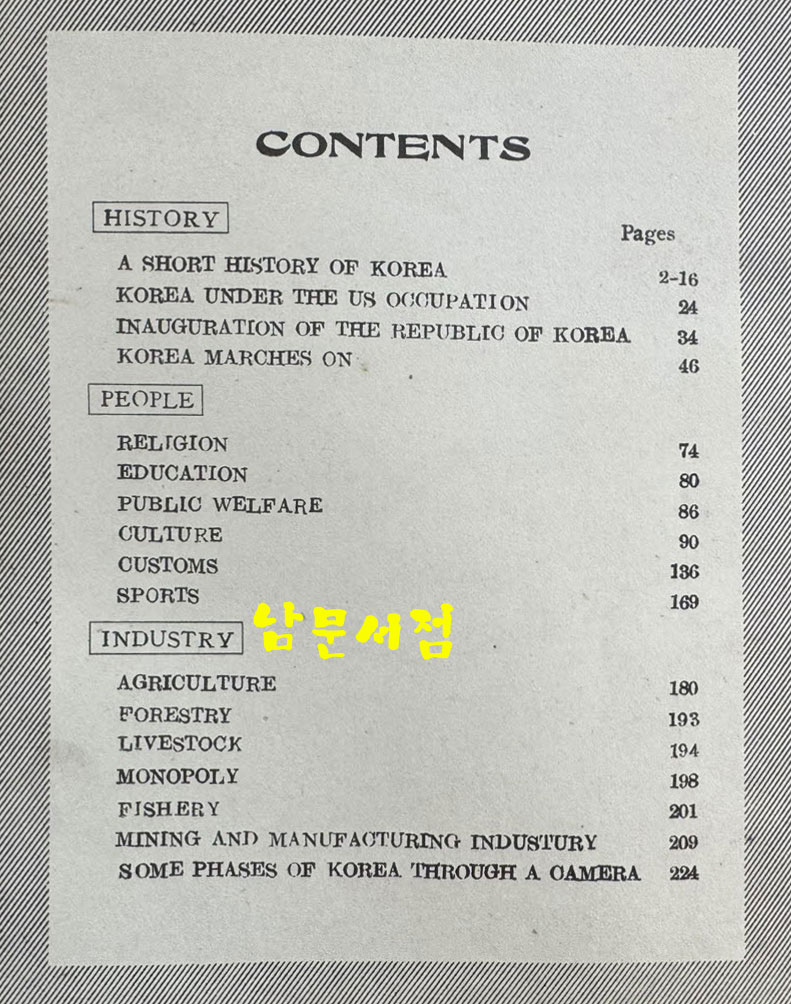 CONTENTS
HISTORY
Pages
A SHORT HISTORY OF KOREA 2-16
KOREA UNDER THE US OCCUPATION 24
INAUGURATION OF THE REPUBLIC OF KOREA 34
KOREA MARCHES ON 46
PEOPLE
RELIGION 74
EDUCATION 80
PUBLIC WELFARE 86
CULTURE 90
CUSTOMS 136
SPORTS 169
남문서점
INDUSTRY
AGRICULTURE 180
FORESTRY 193
LIVESTOCK 194
MONOPOLY 198
FISHERY 201
MINING AND MANUFACTURING INDUSTURY 209
SOME PHASES OF KOREA THROUGH A CAMERA 224